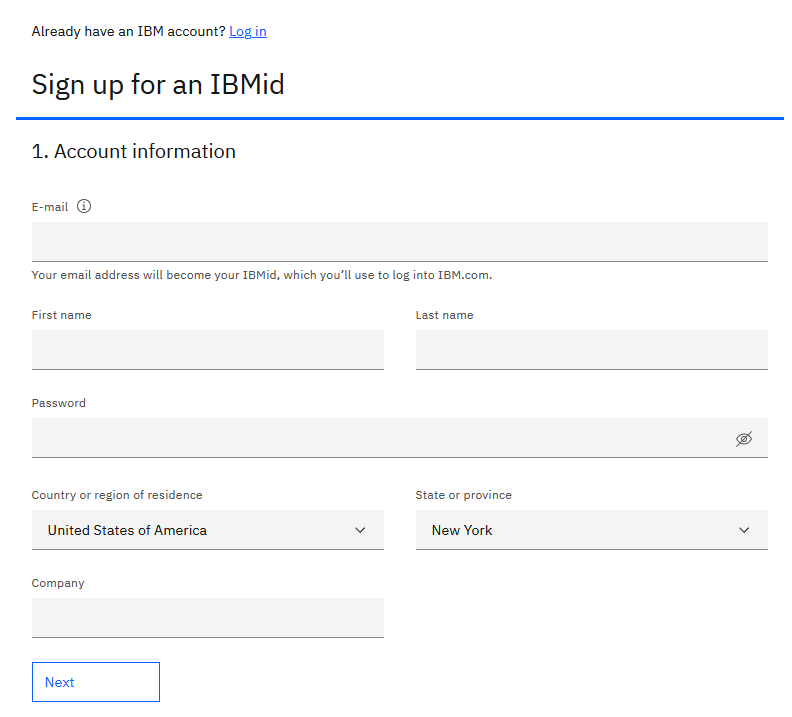 Already have an IBM account? Log in
Sign up for an IBMid
1. Account information
E-mail
Your email address will become your IBMid, which you’ll use to log into IBM.com.
First name
Last name
Password
Country or region of residence
State or province
United States of America
New York
Company
Next